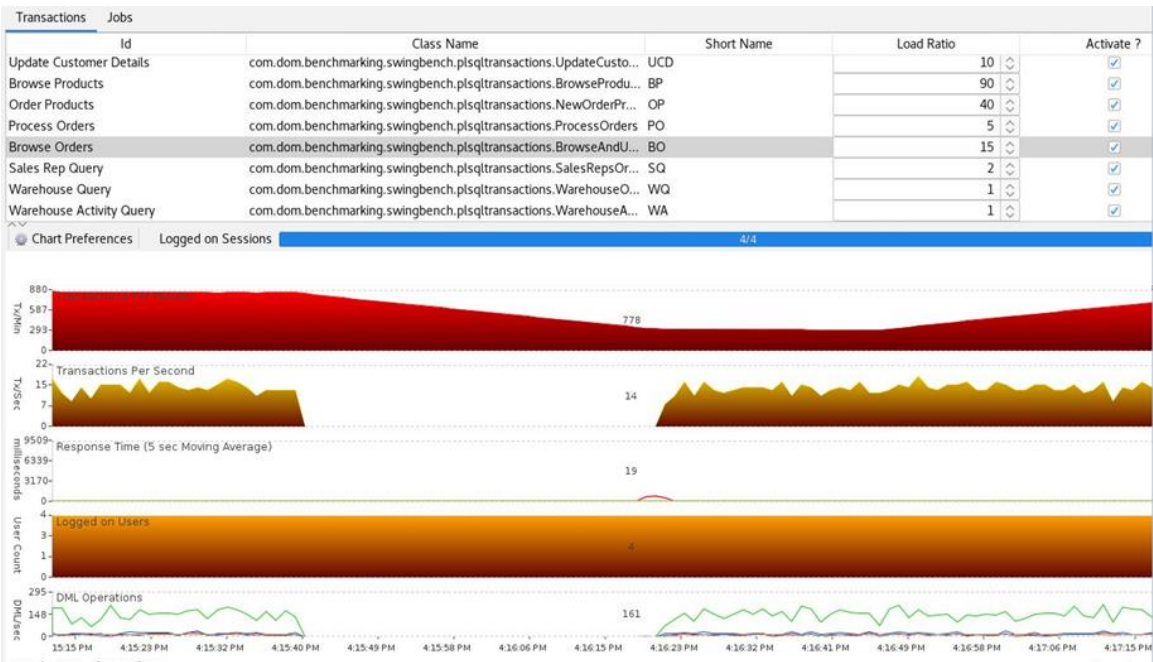 Transactions Jobs
Id Class Name Short Name Load Ratio Activate ?
Update Customer Details com.dom.benchmarking.swingbench.plsqltransactions.UpdateCusto... UCD 10
Browse Products com.dom.benchmarking.swingbench.plsqltransactions.BrowseProdu... BP 90
Order Products com.dom.benchmarking.swingbench.plsqltransactions.NewOrderPr... OP 40
Process Orders com.dom.benchmarking.swingbench.plsqltransactions.ProcessOrders PO 5
Browse Orders com.dom.benchmarking.swingbench.plsqltransactions.BrowseAndU... BO 15
Sales Rep Query com.dom.benchmarking.swingbench.plsqltransactions.SalesRepsOr... SQ 2
Warehouse Query com.dom.benchmarking.swingbench.plsqltransactions.WarehouseO... WQ 1
Warehouse Activity Query com.dom.benchmarking.swingbench.plsqltransactions.WarehouseA... WA 1
Chart Preferences Logged on Sessions 4/4
Tx/Min
880
587
293
0
778
Transactions Per Second
Tx/Sec
22
15
7
0
14
Response Time (5 sec Moving Average)
milliseconds
9509
6339
3170
0
19
Logged on Users
User Count
4
3
1
0
4
DML Operations
DML/sec
295
148
0
161
15:15 PM 4:15:23 PM 4:15:32 PM 4:15:40 PM 4:15:49 PM 4:15:58 PM 4:16:06 PM 4:16:15 PM 4:16:23 PM 4:16:32 PM 4:16:41 PM 4:16:49 PM 4:16:58 PM 4:17:06 PM 4:17:15 PM